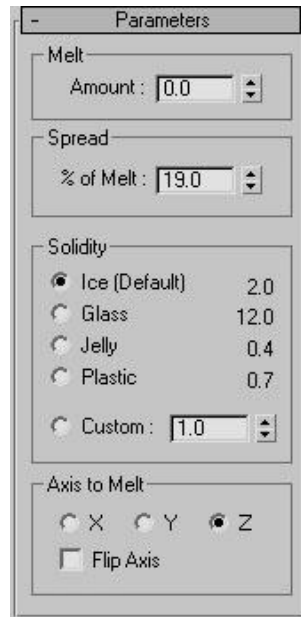 - Parameters
Melt
Amount : 0.0
Spread
% of Melt : 19.0
Solidity
Ice (Default) 2.0
Glass 12.0
Jelly 0.4
Plastic 0.7
Custom : 1.0
Axis to Melt
X Y Z
Flip Axis